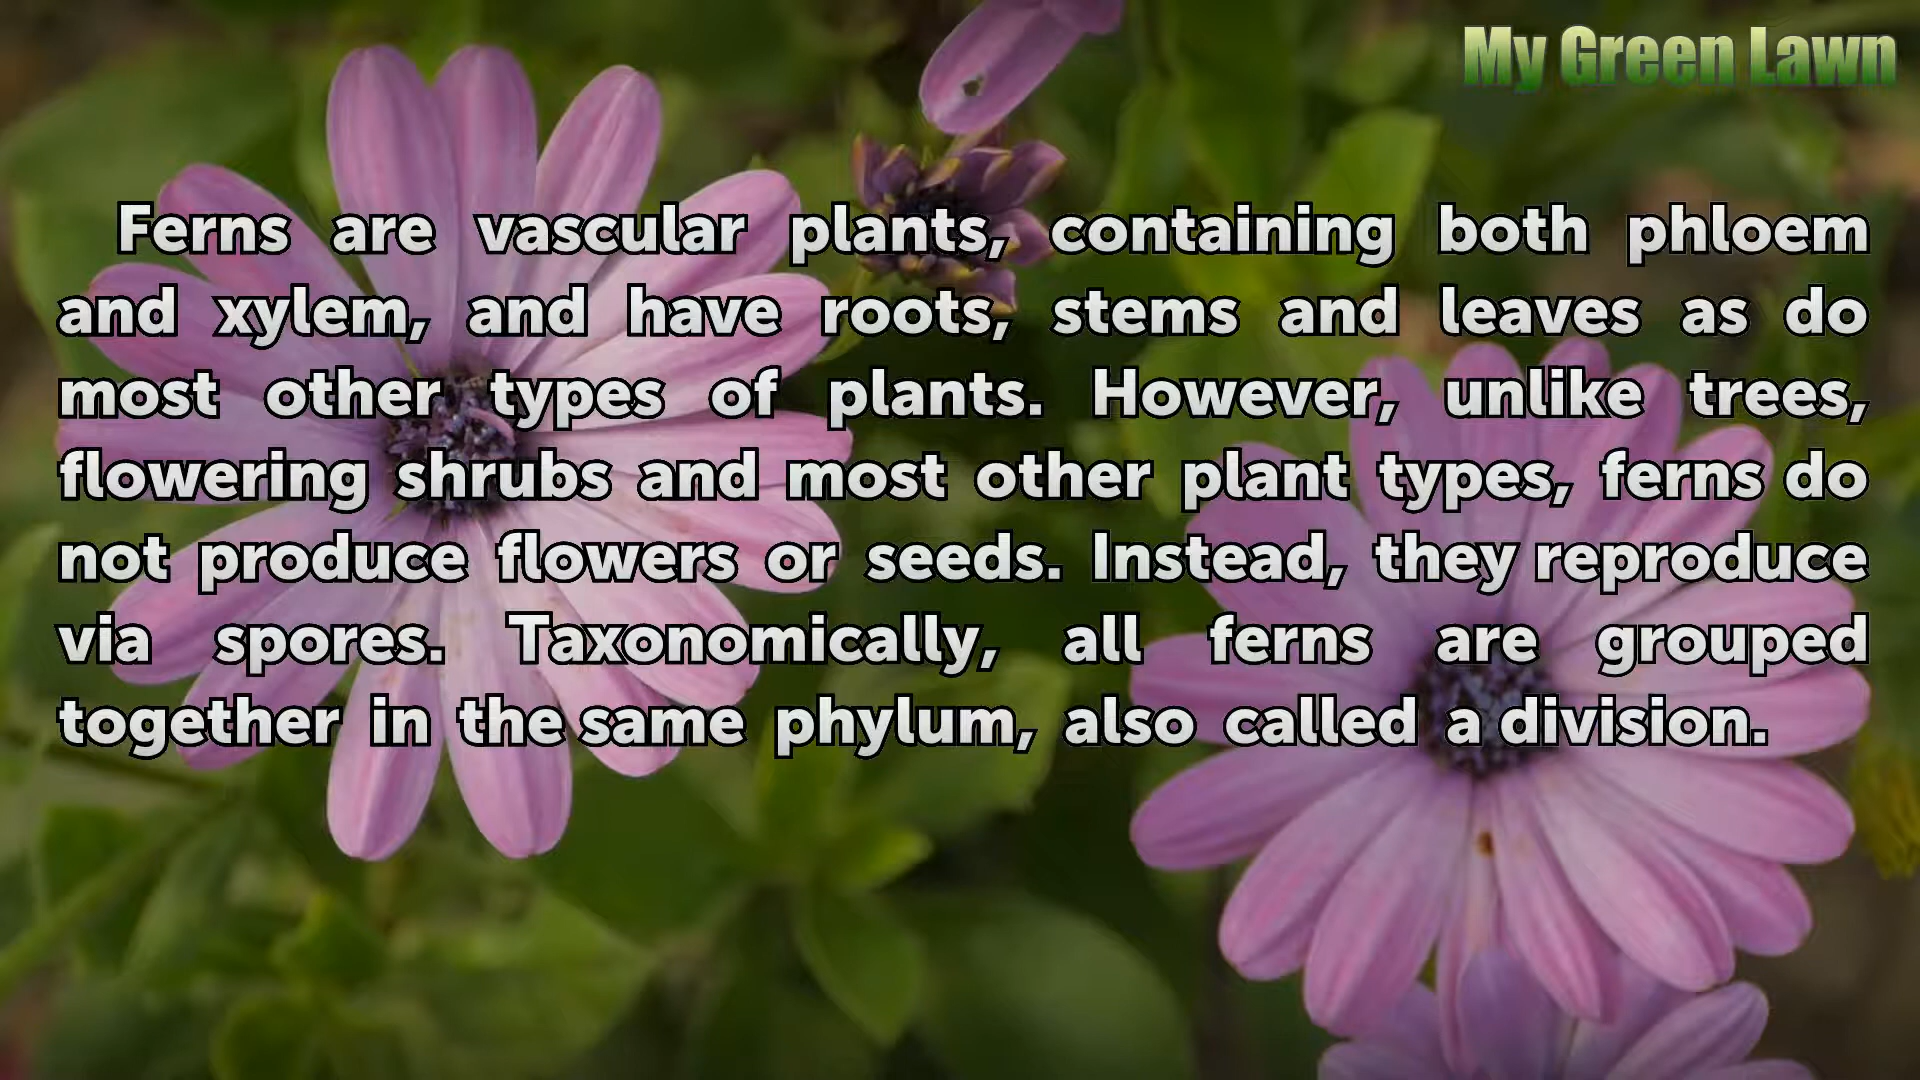 My Green Lawn
Ferns are vascular plants, containing both phloem
and xylem, and have roots, stems and leaves as do
most other types of plants. However, unlike trees,
flowering shrubs and most other plant types, ferns do
not produce flowers or seeds. Instead, they reproduce
via spores. Taxonomically, all ferns are grouped
together in the same phylum, also called a division.